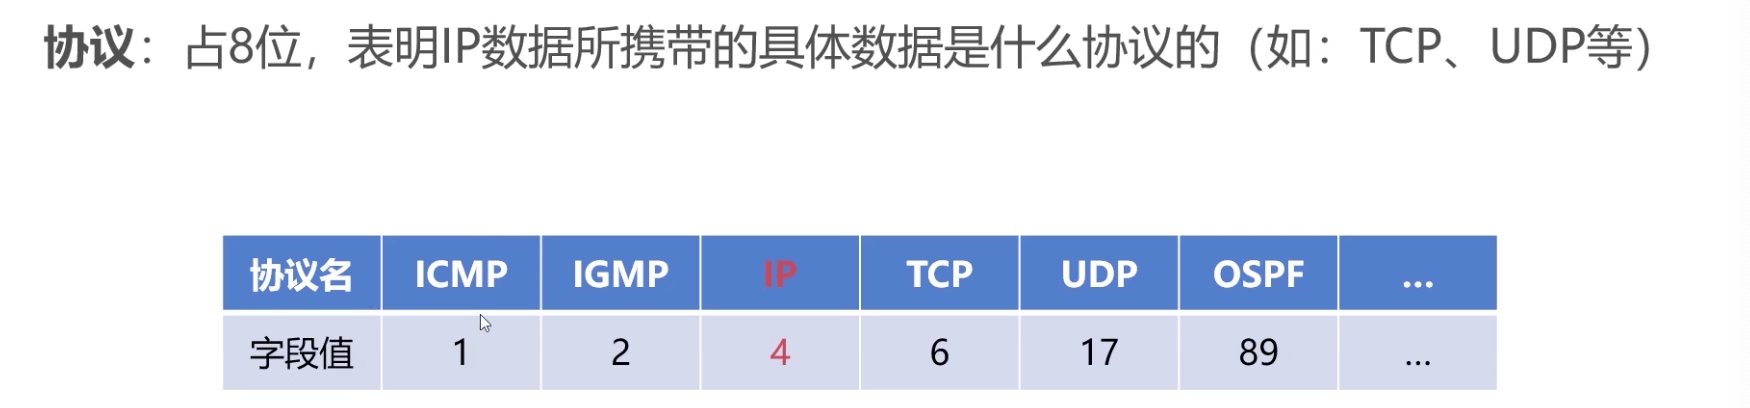 协议：占8位，表明IP数据所携带的具体数据是什么协议的（如：TCP、UDP等）
协议名 ICMP IGMP IP TCP UDP OSPF ...
字段值 1 2 4 6 17 89 ...